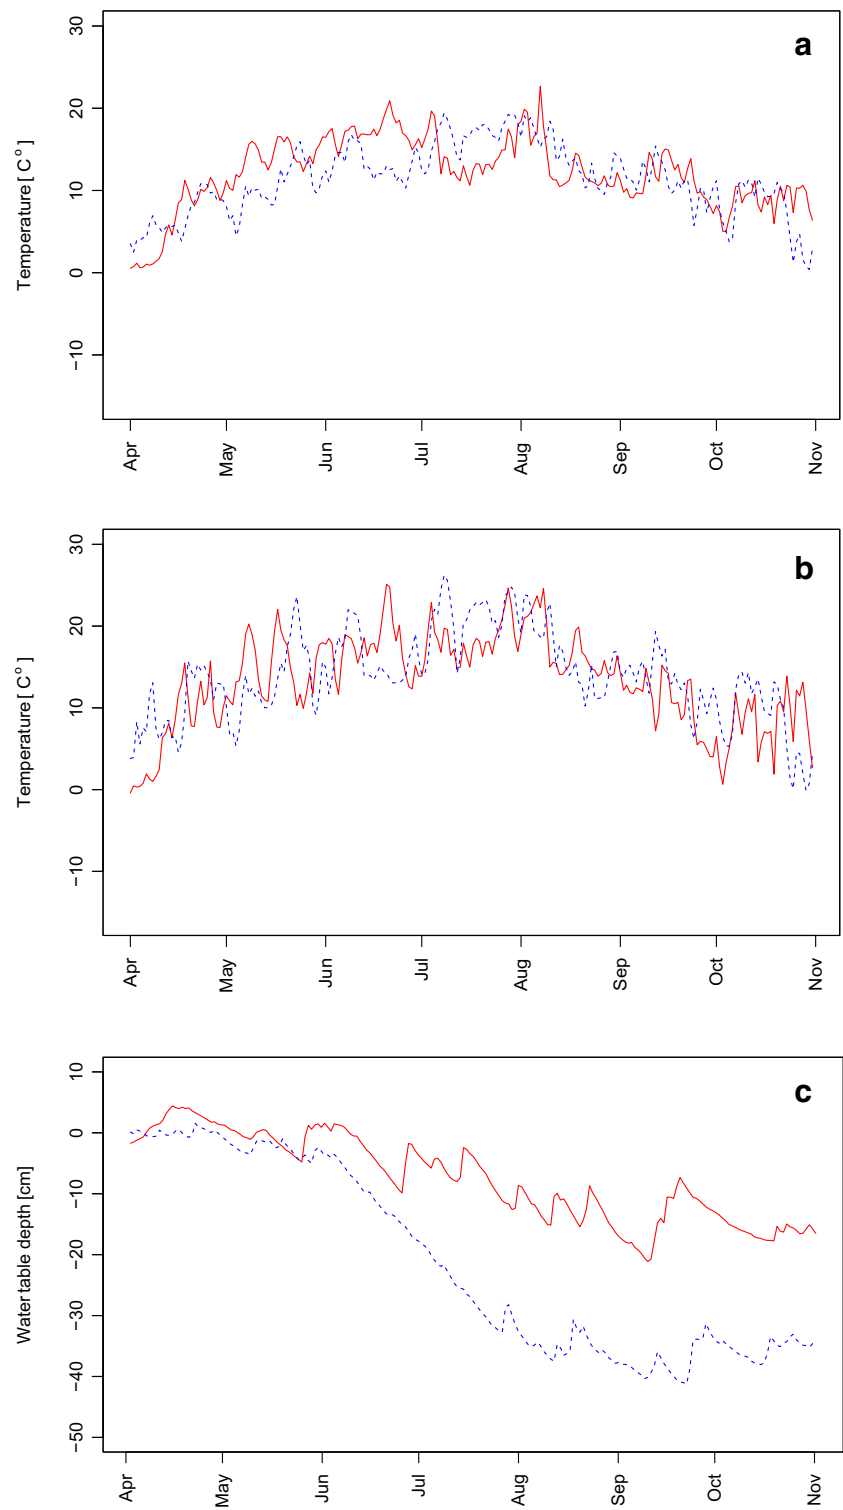 a
Temperature [ C° ]
30
20
10
0
−10
Apr
May
Jun
Jul
Aug
Sep
Oct
Nov
b
Temperature [ C° ]
30
20
10
0
−10
Apr
May
Jun
Jul
Aug
Sep
Oct
Nov
c
Water table depth [cm]
10
0
−10
−20
−30
−40
−50
Apr
May
Jun
Jul
Aug
Sep
Oct
Nov